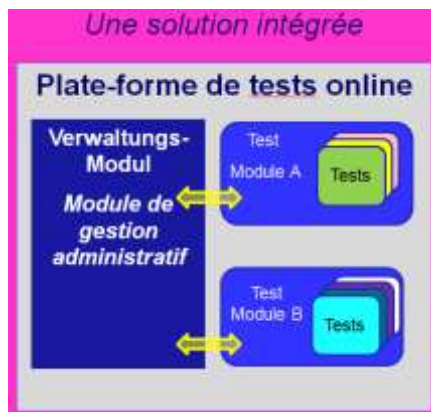 Une solution intégrée
Plate-forme de tests online
Verwaltungs-
Modul
Module de
gestion
administratif
Test
Module A
Tests
Test
Module B
Tests